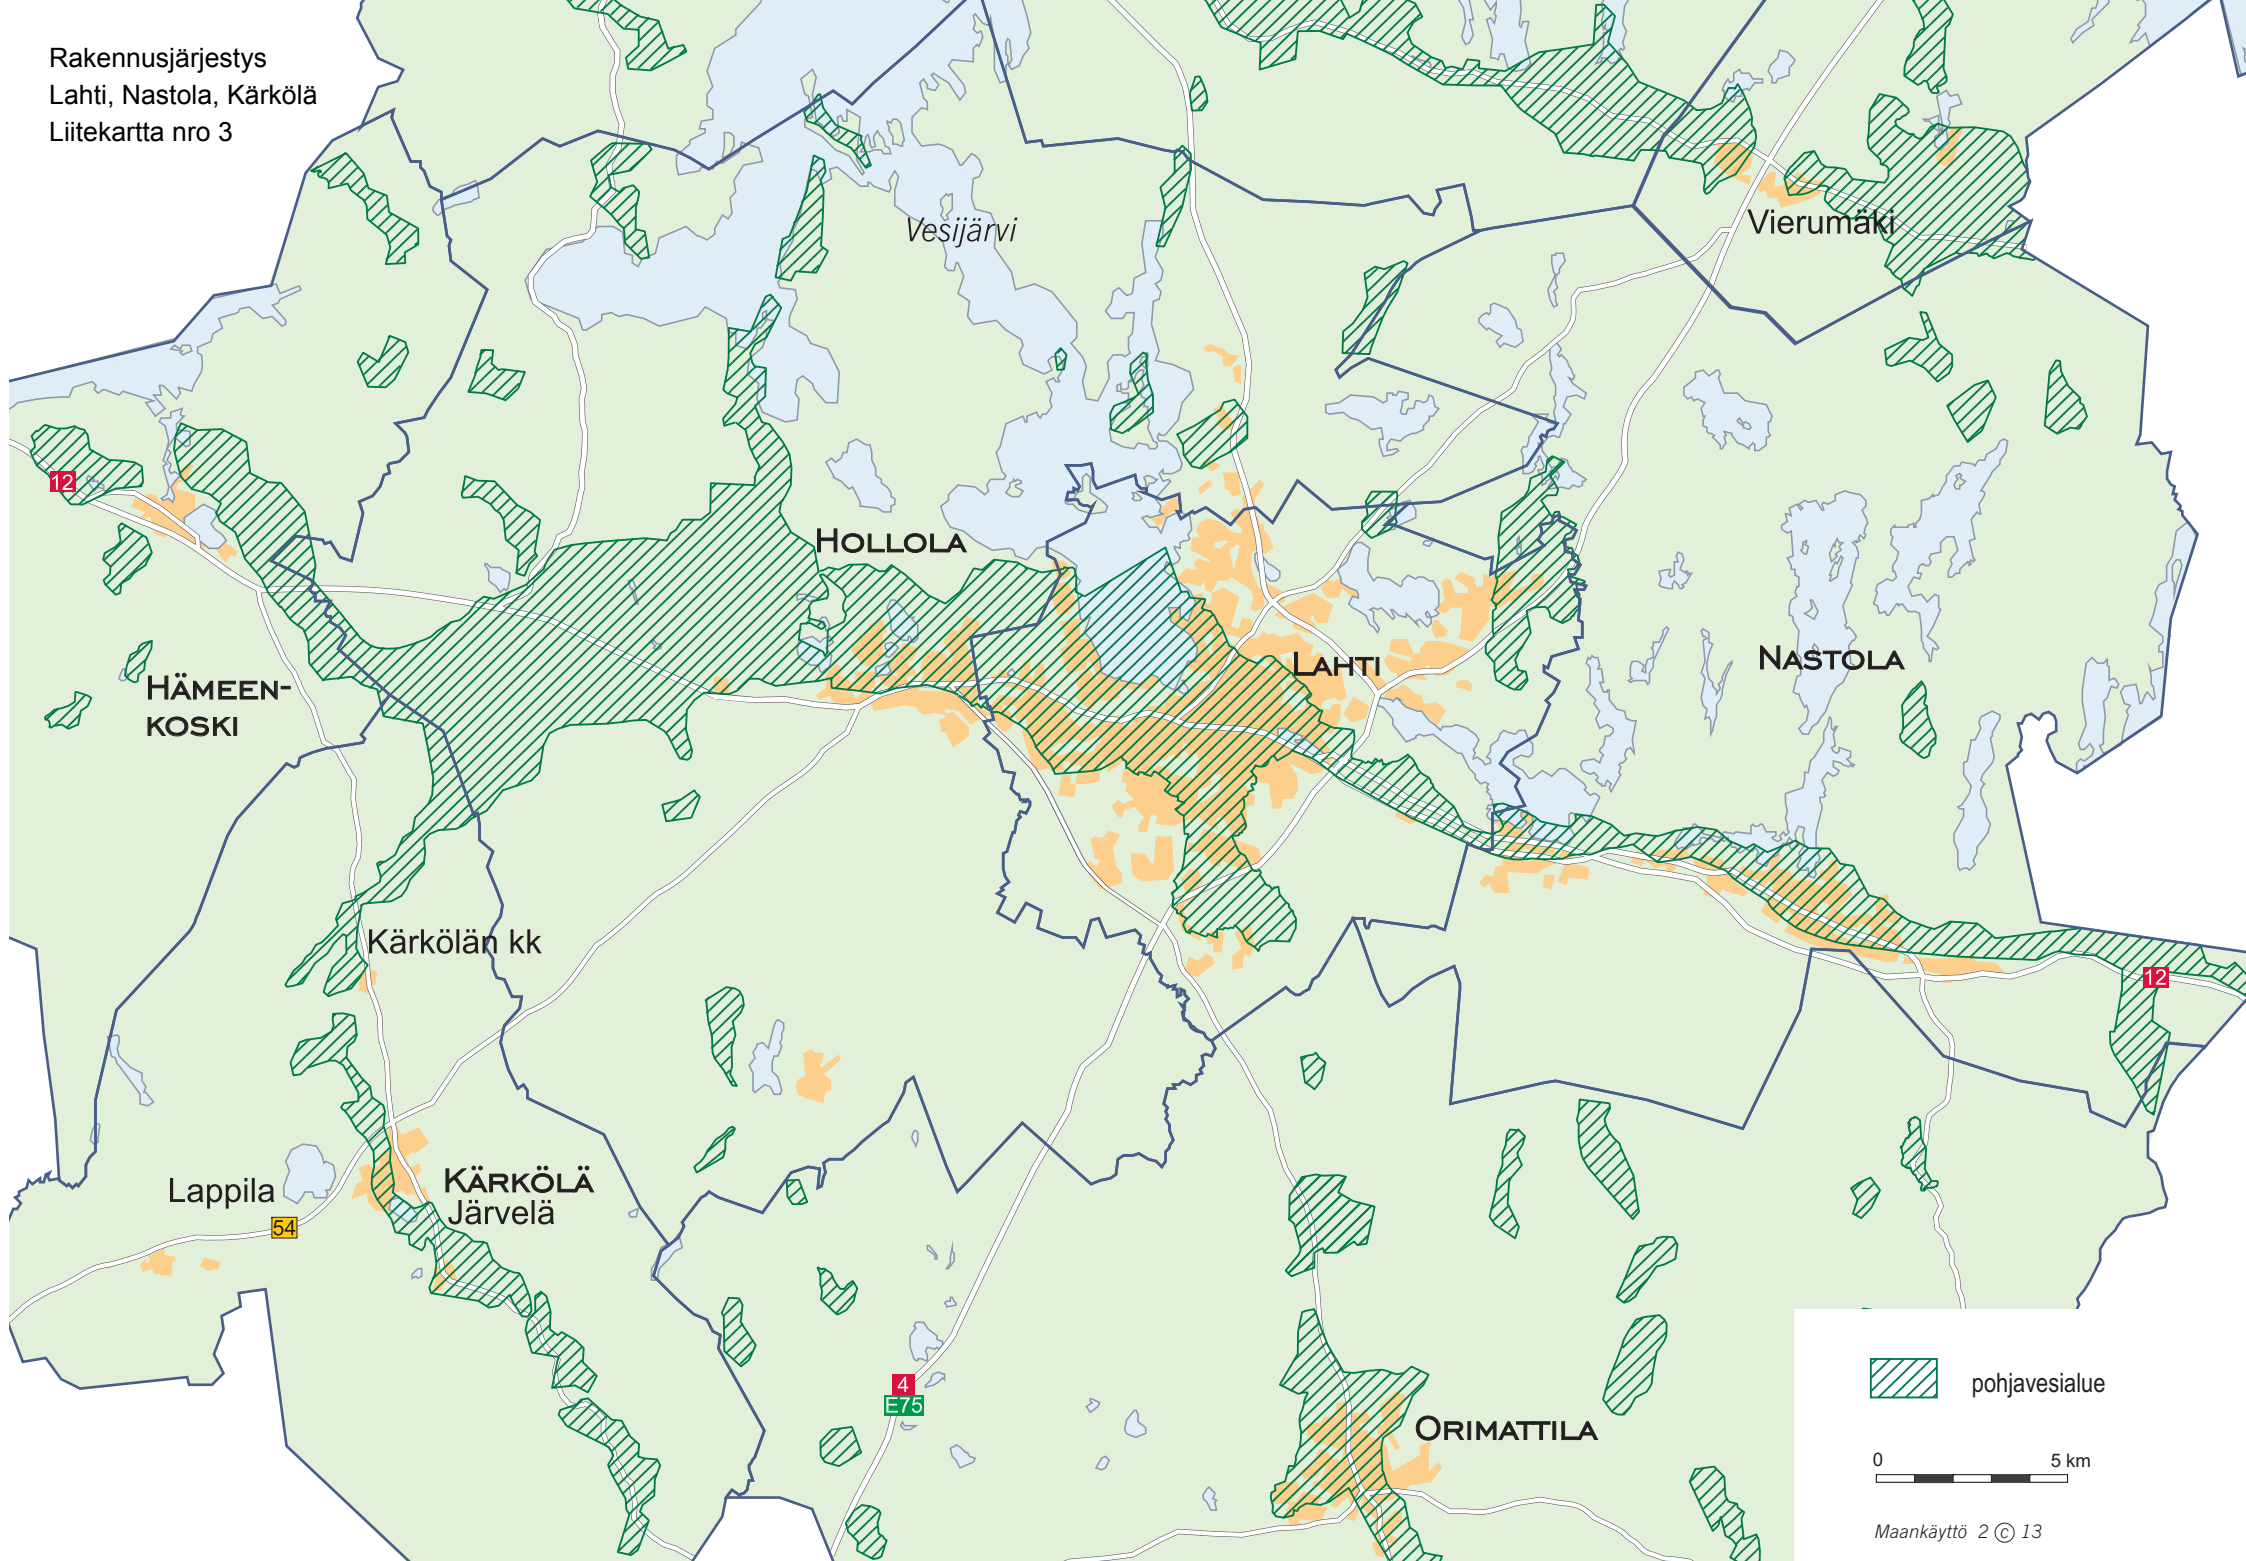 Rakennusjärjestys
Lahti, Nastola, Kärkölä
Liitekartta nro 3
Vesijärvi
Vierumäki
12
HOLLOLA
LAHTI
NASTOLA
HÄMEEN-
KOSKI
Kärkölän kk
12
KÄRKÖLÄ
Järvelä
Lappila
54
4
E75
ORIMATTILA
pohjavesialue
0 5 km
Maankäyttö 2 © 13